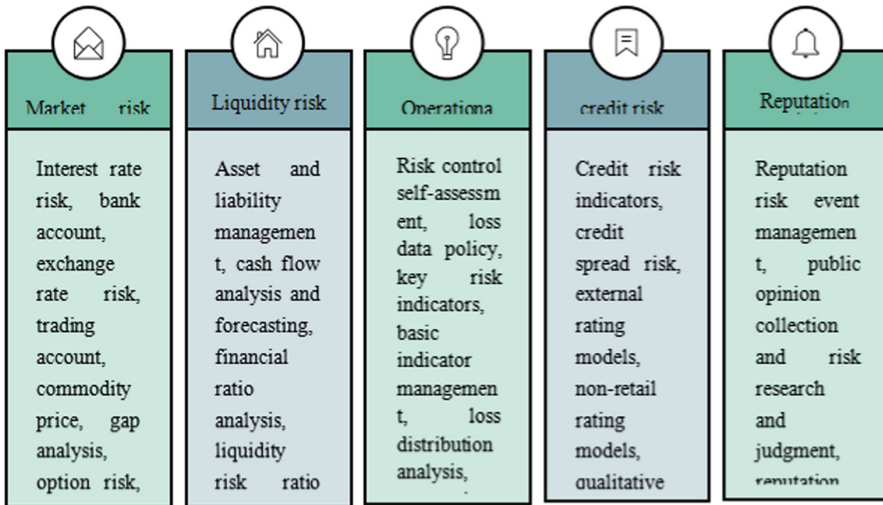 Market risk
Interest rate
risk, bank
account,
exchange
rate risk,
trading
account,
commodity
price, gap
analysis,
option risk,
Liquidity risk
Asset and
liability
managemen
t, cash flow
analysis and
forecasting,
financial
ratio
analysis,
liquidity
risk ratio
Operationa
Risk control
self-assessm
ent, loss
data policy,
key risk
indicators,
basic
indicator
managemen
t, loss
distribution
analysis,
credit risk
Credit risk
indicators,
credit
spread risk,
external
rating
models,
non-retail
rating
models,
qualitative
Reputation
Reputation
risk event
managemen
t, public
opinion
collection
and risk
research
and
judgment,
reputation